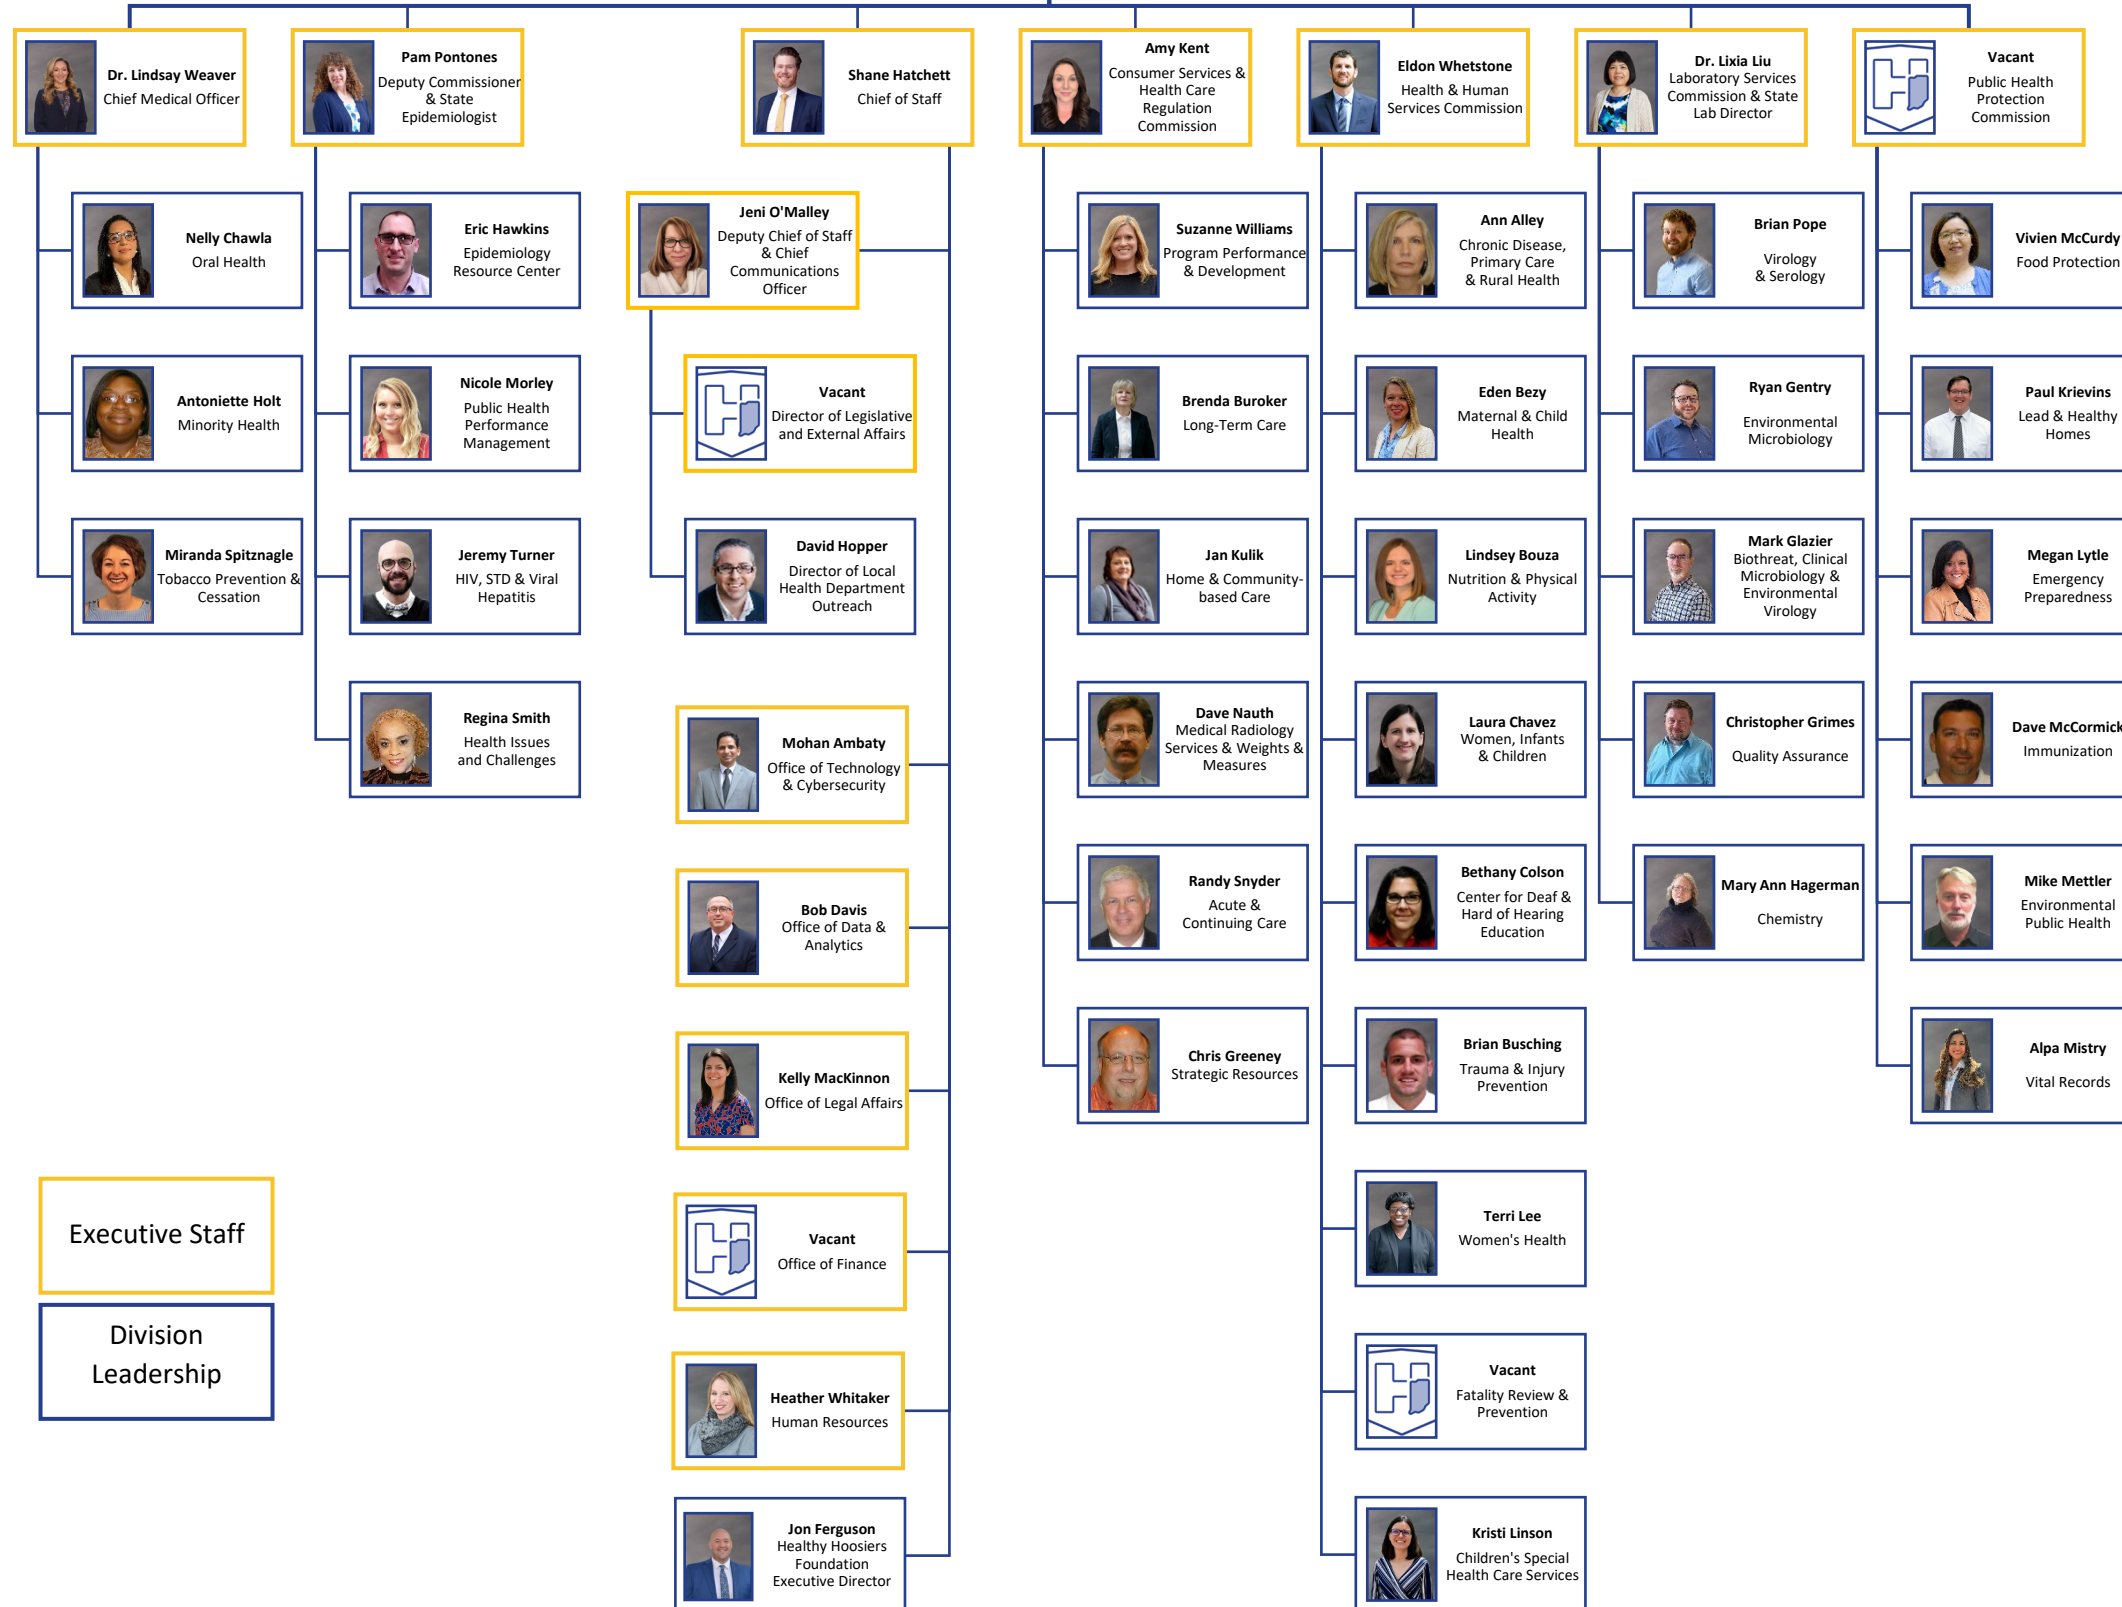 Dr. Lindsay Weaver
Chief Medical Officer
Pam Pontones
Deputy Commissioner
& State
Epidemiologist
Shane Hatchett
Chief of Staff
Amy Kent
Consumer Services &
Health Care
Regulation
Commission
Eldon Whetstone
Health & Human
Services Commission
Dr. Lixia Liu
Laboratory Services
Commission & State
Lab Director
Vacant
Public Health
Protection
Commission
Nelly Chawla
Oral Health
Antoniette Holt
Minority Health
Miranda Spitznagle
Tobacco Prevention &
Cessation
Eric Hawkins
Epidemiology
Resource Center
Nicole Morley
Public Health
Performance
Management
Jeremy Turner
HIV, STD & Viral
Hepatitis
Regina Smith
Health Issues
and Challenges
Jeni O'Malley
Deputy Chief of Staff
& Chief
Communications
Officer
Vacant
Director of Legislative
and External Affairs
David Hopper
Director of Local
Health Department
Outreach
Mohan Ambaty
Office of Technology
& Cybersecurity
Bob Davis
Office of Data &
Analytics
Kelly MacKinnon
Office of Legal Affairs
Vacant
Office of Finance
Heather Whitaker
Human Resources
Jon Ferguson
Healthy Hoosiers
Foundation
Executive Director
Suzanne Williams
Program Performance
& Development
Brenda Buroker
Long-Term Care
Jan Kulik
Home & Community-
based Care
Dave Nauth
Medical Radiology
Services & Weights &
Measures
Randy Snyder
Acute &
Continuing Care
Chris Greeney
Strategic Resources
Ann Alley
Chronic Disease,
Primary Care
& Rural Health
Eden Bezy
Maternal & Child
Health
Lindsey Bouza
Nutrition & Physical
Activity
Laura Chavez
Women, Infants
& Children
Bethany Colson
Center for Deaf &
Hard of Hearing
Education
Brian Busching
Trauma & Injury
Prevention
Terri Lee
Women's Health
Vacant
Fatality Review &
Prevention
Kristi Linson
Children's Special
Health Care Services
Brian Pope
Virology
& Serology
Ryan Gentry
Environmental
Microbiology
Mark Glazier
Biothreat, Clinical
Microbiology &
Environmental
Virology
Christopher Grimes
Quality Assurance
Mary Ann Hagerman
Chemistry
Vivien McCurdy
Food Protection
Paul Krievins
Lead & Healthy
Homes
Megan Lytle
Emergency
Preparedness
Dave McCormick
Immunization
Mike Mettler
Environmental
Public Health
Alpa Mistry
Vital Records
Executive Staff
Division
Leadership